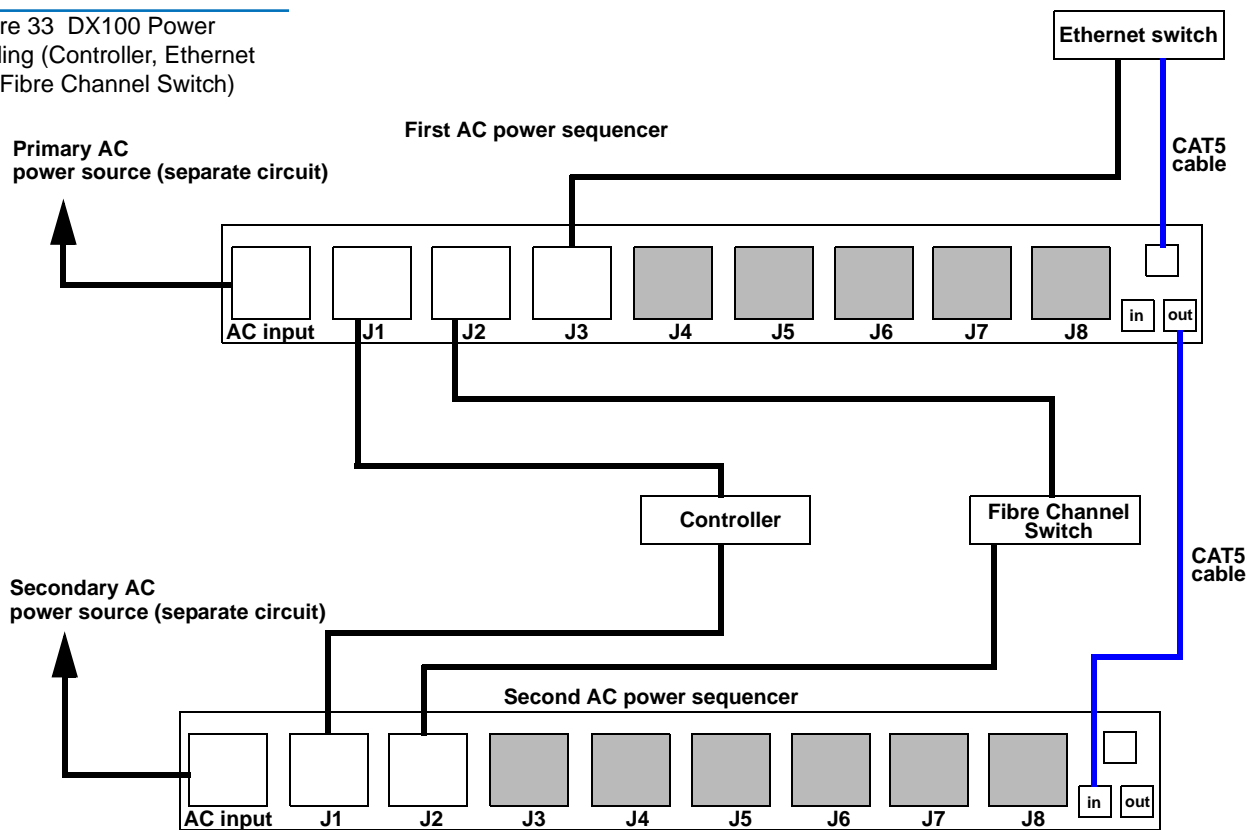 re 33 DX100 Power
ling (Controller, Ethernet
Fibre Channel Switch)
Ethernet switch
First AC power sequencer
CAT5
cable
Primary AC
power source (separate circuit)
AC input
J1
J2
J3
J4
J5
J6
J7
J8
in
out
Controller
Fibre Channel
Switch
CAT5
cable
Secondary AC
power source (separate circuit)
Second AC power sequencer
AC input
J1
J2
J3
J4
J5
J6
J7
J8
in
out